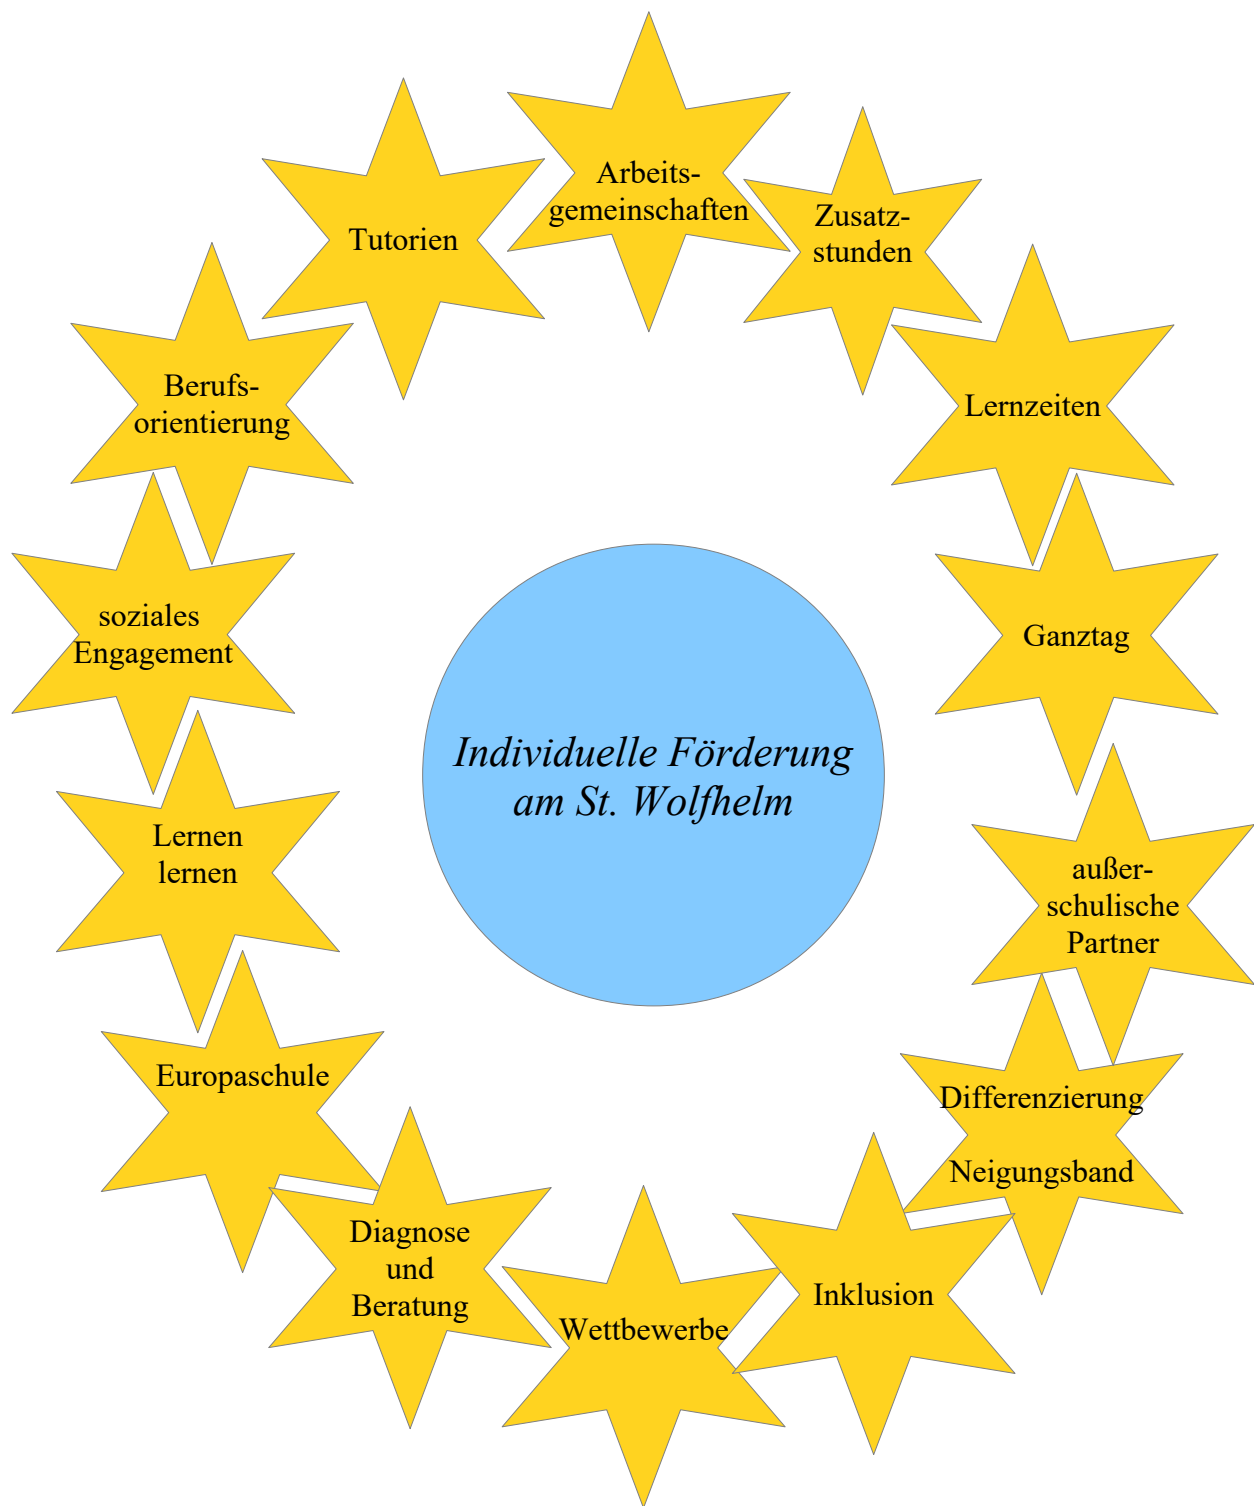 Arbeits-
gemeinschaften
Zusatz-
stunden
Tutorien
Berufs-
orientierung
Lernzeiten
soziales
Engagement
Ganztag
Individuelle Förderung
am St. Wolfhelm
Lernen
lernen
außer-
schulische
Partner
Europaschule
Differenzierung
Neigungsband
Diagnose
und
Beratung
Wettbewerbe
Inklusion